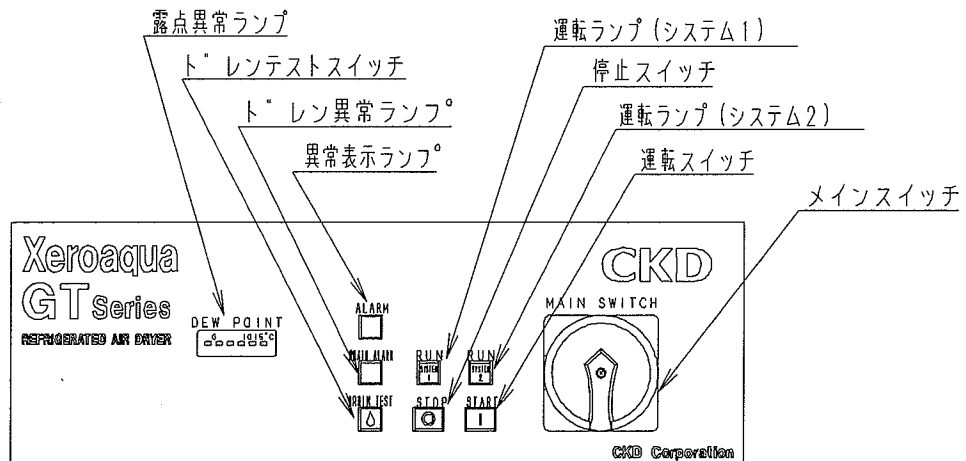 露点異常ランプ
ドレンテストスイッチ
ドレン異常ランプ
異常表示ランプ
運転ランプ(システム1)
停止スイッチ
運転ランプ(システム2)
運転スイッチ
メインスイッチ
Xeroaqua
GT Series
REFRIGERATED AIR DRYER
CKD
DEW POINT
0 10 15 °C
ALARM
DRAIN ALARM
RUN
SYSTEM
1
RUN
SYSTEM
2
DRAIN TEST
STOP
START
MAIN SWITCH
CKD Corporation